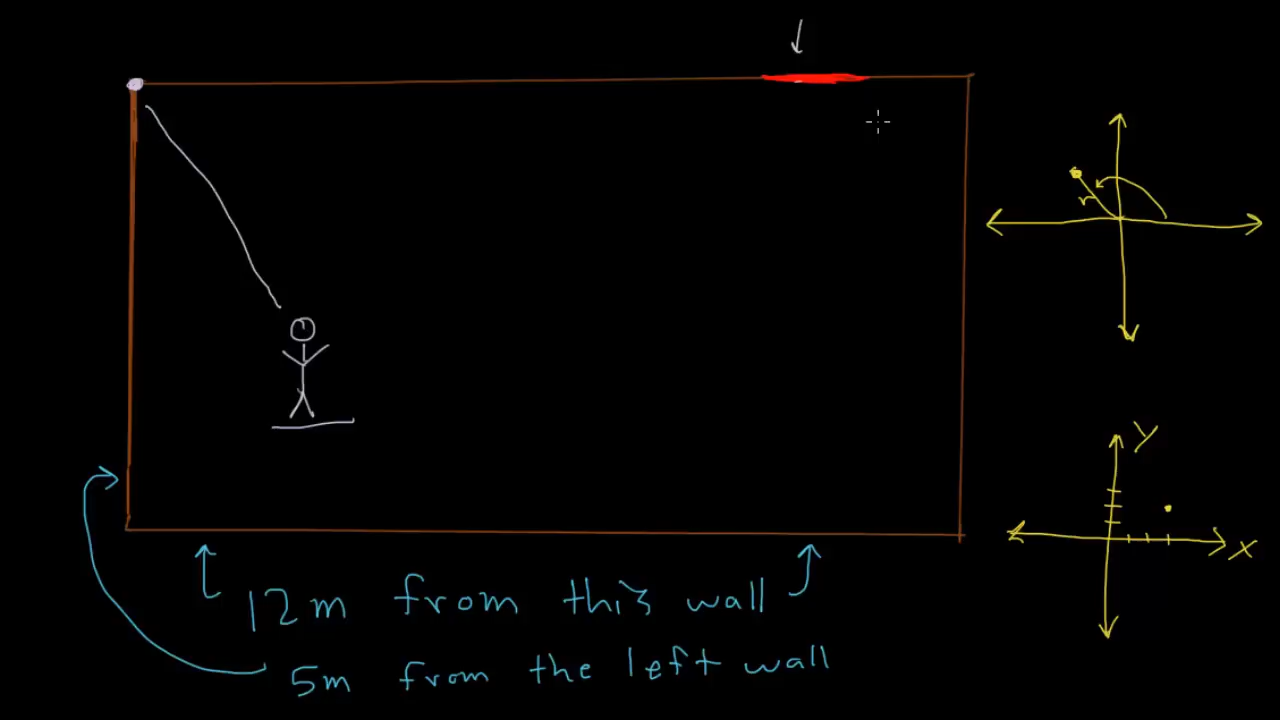 r
y
x
12m from this wall
5m from the left wall